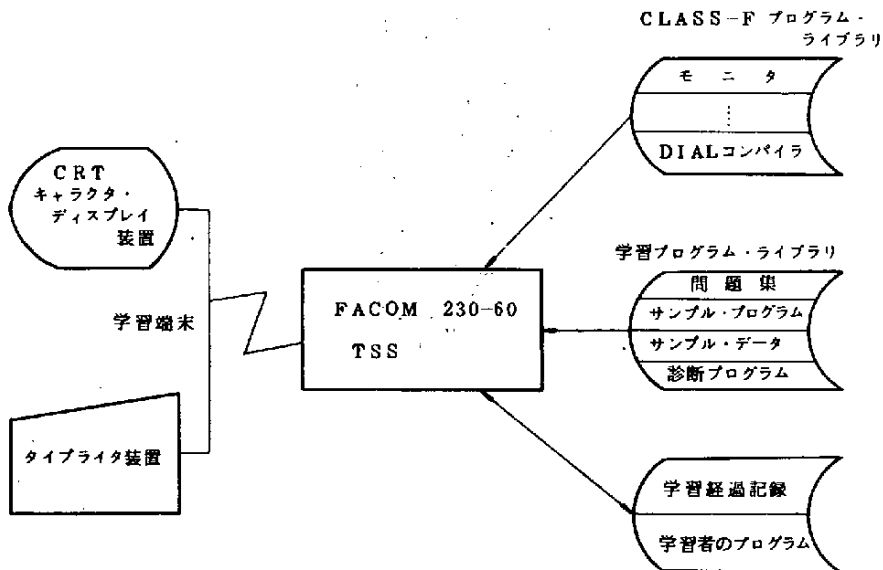 CLASS-F プログラム・
ライブラリ
モニタ
DIALコンパイラ
CRT
キャラクタ・
ディスプレイ
装置
学習端末
タイプライタ装置
FACOM 230-60
TSS
学習プログラム・ライブラリ
問題集
サンプル・プログラム
サンプル・データ
診断プログラム
学習経過記録
学習者のプログラム